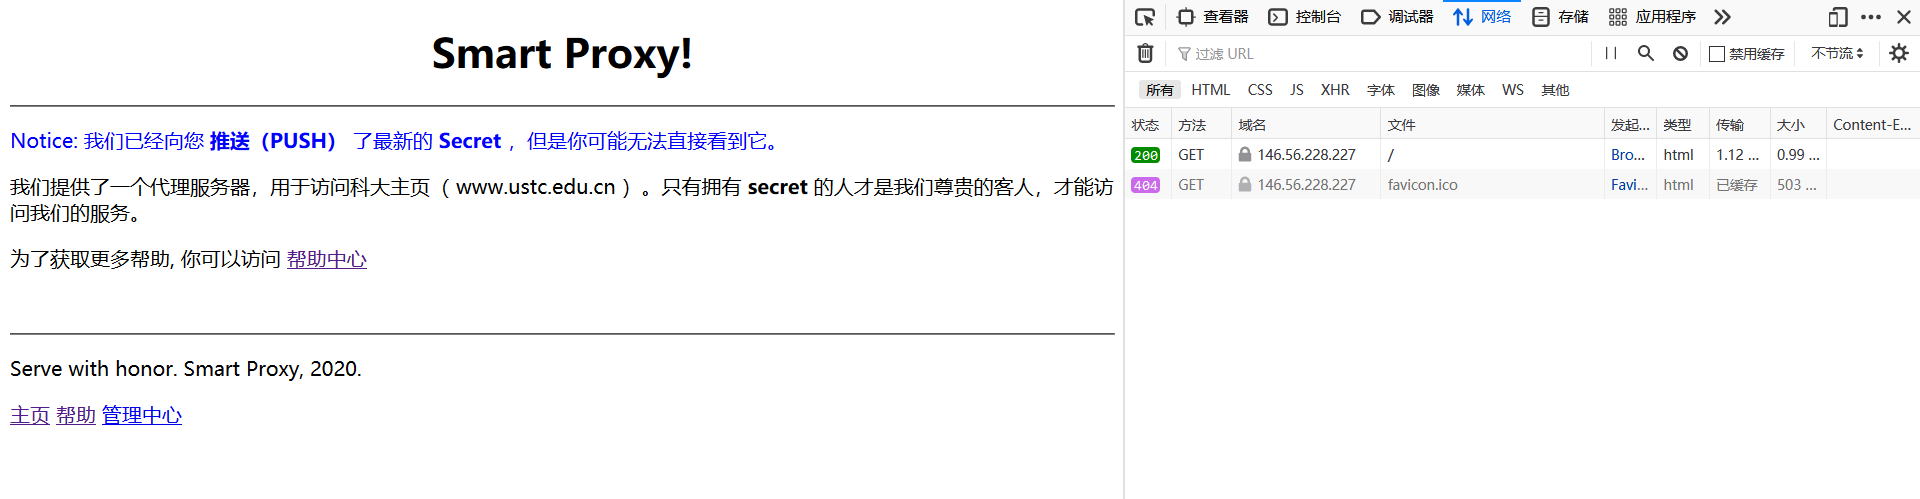 Smart Proxy!
Notice: 我们已经向您 推送（PUSH） 了最新的 Secret ，但是你可能无法直接看到它。
我们提供了一个代理服务器，用于访问科大主页（ www.ustc.edu.cn ）。只有拥有 secret 的人才是我们尊贵的客人，才能访
问我们的服务。
为了获取更多帮助, 你可以访问 帮助中心
Serve with honor. Smart Proxy, 2020.
主页 帮助 管理中心
查看器 控制台 调试器 网络 存储 应用程序
过滤 URL 禁用缓存 不节流
所有 HTML CSS JS XHR 字体 图像 媒体 WS 其他
状态 方法 域名 文件 发起... 类型 传输 大小 Content-E...
200 GET 146.56.228.227 / Bro... html 1.12 ... 0.99 ...
404 GET 146.56.228.227 favicon.ico Favi... html 已缓存 503 ...